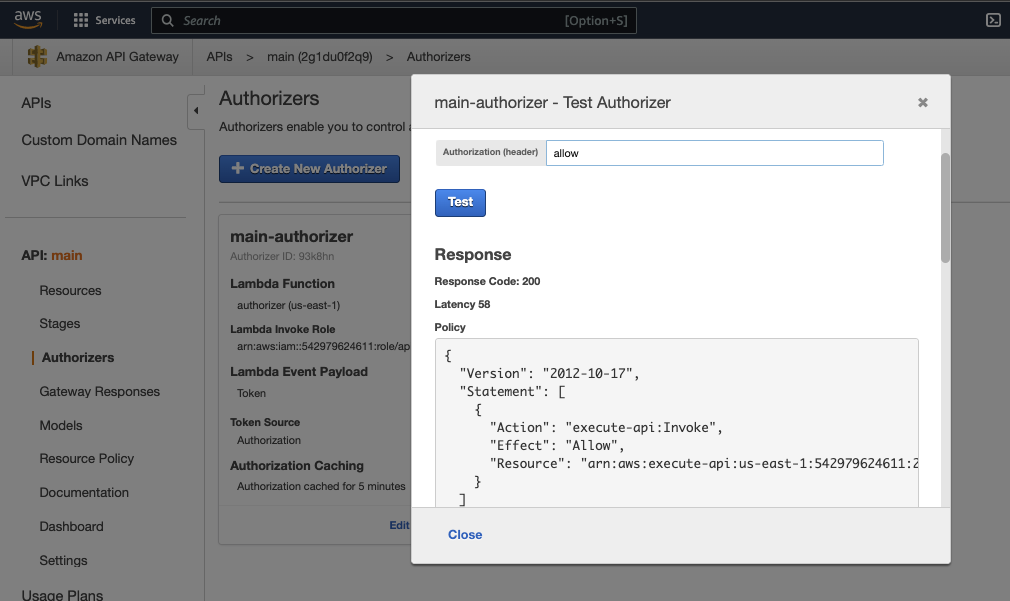 aws
Services
Search
[Option+S]
Amazon API Gateway
APIs > main (2g1du0f2q9) > Authorizers
APIs
Custom Domain Names
VPC Links
API: main
Resources
Stages
Authorizers
Gateway Responses
Models
Resource Policy
Documentation
Dashboard
Settings
Usage Plans
Authorizers
Authorizers enable you to control
Create New Authorizer
main-authorizer
Authorizer ID: 93k8hn
Lambda Function
authorizer (us-east-1)
Lambda Invoke Role
arn:aws:iam::542979624611:role/ap
Lambda Event Payload
Token
Token Source
Authorization
Authorization Caching
Authorization cached for 5 minutes
Edit
main-authorizer - Test Authorizer
Authorization (header)
allow
Test
Response
Response Code: 200
Latency 58
Policy
{
"Version": "2012-10-17",
"Statement": [
{
"Action": "execute-api:Invoke",
"Effect": "Allow",
"Resource": "arn:aws:execute-api:us-east-1:542979624611:2
}
]
Close